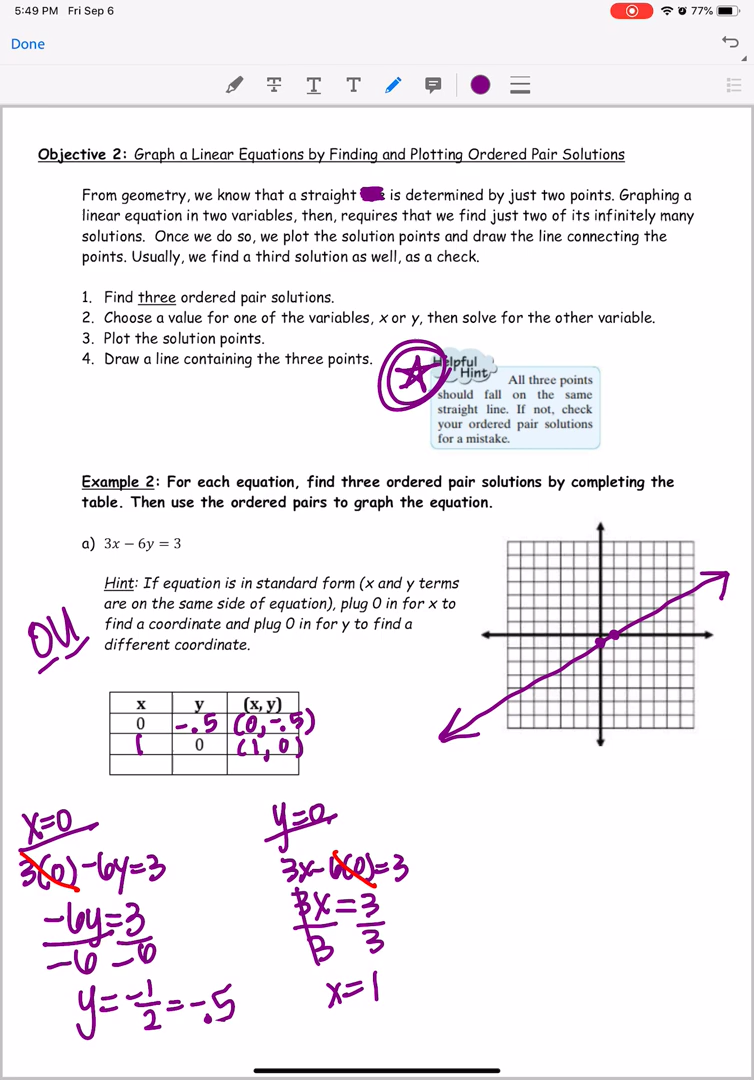 5:49 PM Fri Sep 6
77%
Done
T T T
Objective 2: Graph a Linear Equations by Finding and Plotting Ordered Pair Solutions
From geometry, we know that a straight is determined by just two points. Graphing a
linear equation in two variables, then, requires that we find just two of its infinitely many
solutions. Once we do so, we plot the solution points and draw the line connecting the
points. Usually, we find a third solution as well, as a check.
1. Find three ordered pair solutions.
2. Choose a value for one of the variables, x or y, then solve for the other variable.
3. Plot the solution points.
4. Draw a line containing the three points.
Helpful
Hint
All three points
should fall on the same
straight line. If not, check
your ordered pair solutions
for a mistake.
Example 2: For each equation, find three ordered pair solutions by completing the
table. Then use the ordered pairs to graph the equation.
a) 3x − 6y = 3
Hint: If equation is in standard form (x and y terms
are on the same side of equation), plug 0 in for x to
find a coordinate and plug 0 in for y to find a
different coordinate.
OU
x y (x, y)
0 -.5 (0,-.5)
1 0 (1,0)
x=0
3(0)-6y=3
-6y=3
-6 -6
y=-1/2=-.5
y=0
3x-6(0)=3
3x=3
3 3
x=1